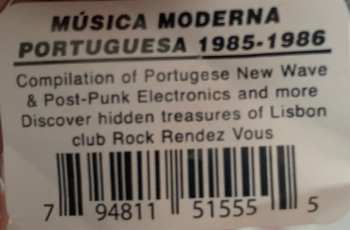 MÚSICA MODERNA
PORTUGUESA 1985-1986
Compilation of Portugese New Wave
& Post-Punk Electronics and more
Discover hidden treasures of Lisbon
club Rock Rendez Vous
7 94811 51555 5